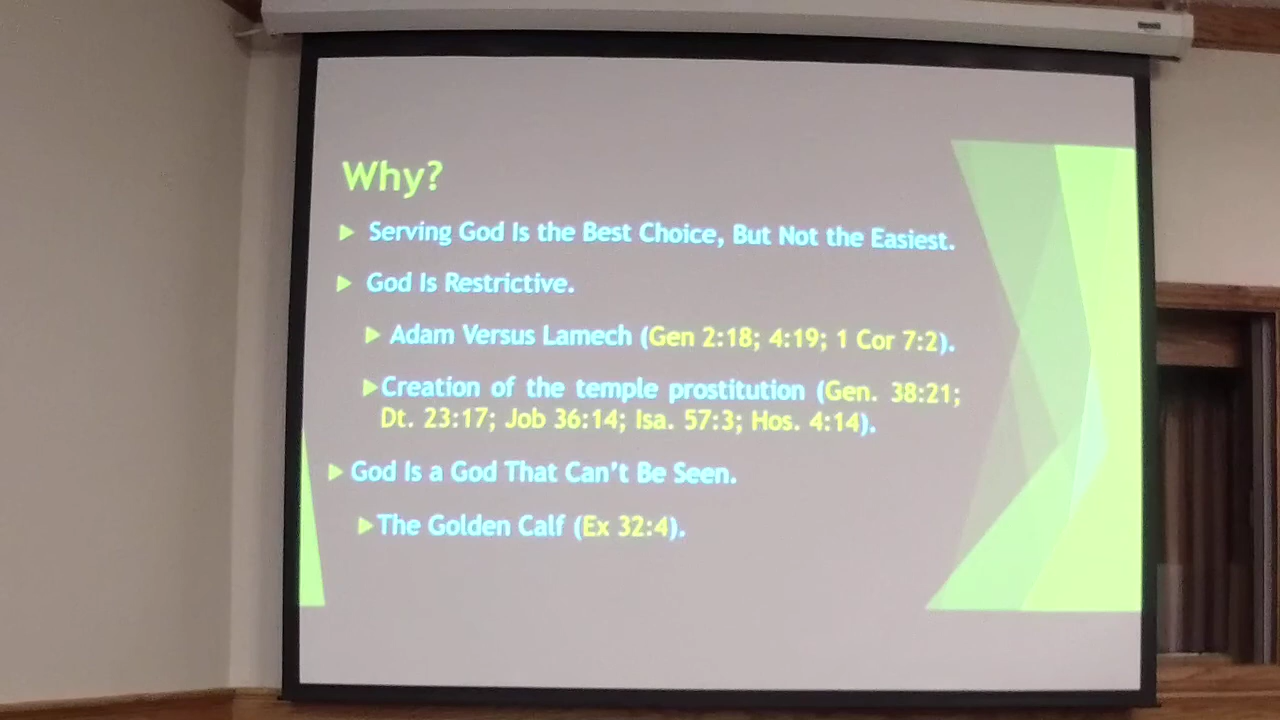 Why?
Serving God Is the Best Choice, But Not the Easiest.
God Is Restrictive.
Adam Versus Lamech (Gen 2:18; 4:19; 1 Cor 7:2).
Creation of the temple prostitution (Gen. 38:21;
Dt. 23:17; Job 36:14; Isa. 57:3; Hos. 4:14).
God Is a God That Can't Be Seen.
The Golden Calf (Ex 32:4).